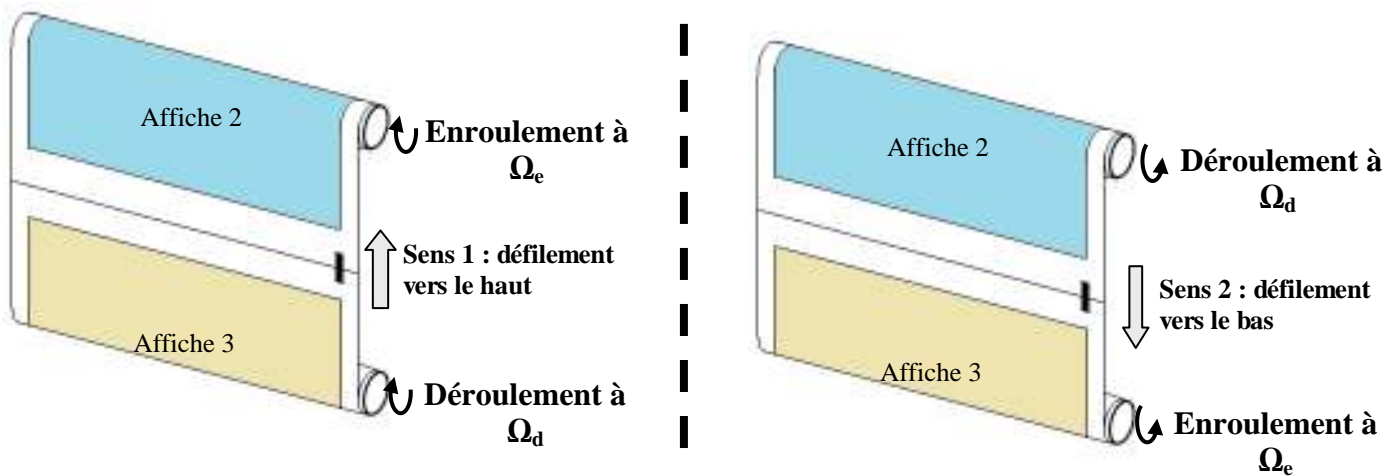 Affiche 2
Enroulement à
Ωe
Sens 1 : défilement
vers le haut
Affiche 3
Déroulement à
Ωd
Affiche 2
Déroulement à
Ωd
Sens 2 : défilement
vers le bas
Affiche 3
Enroulement à
Ωe